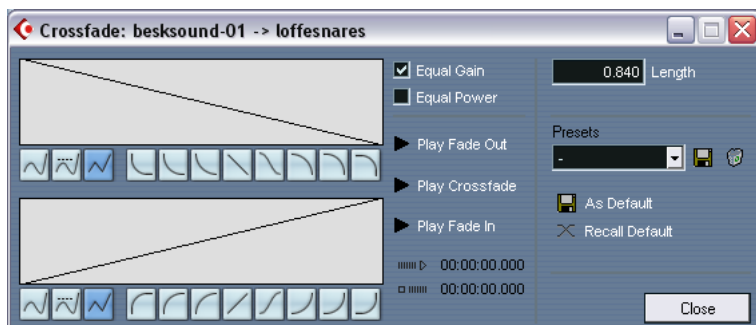 Crossfade: besksound-01 -> loffesnares
Equal Gain
Equal Power
Play Fade Out
Play Crossfade
Play Fade In
00:00:00.000
00:00:00.000
0.840 Length
Presets
-
As Default
Recall Default
Close